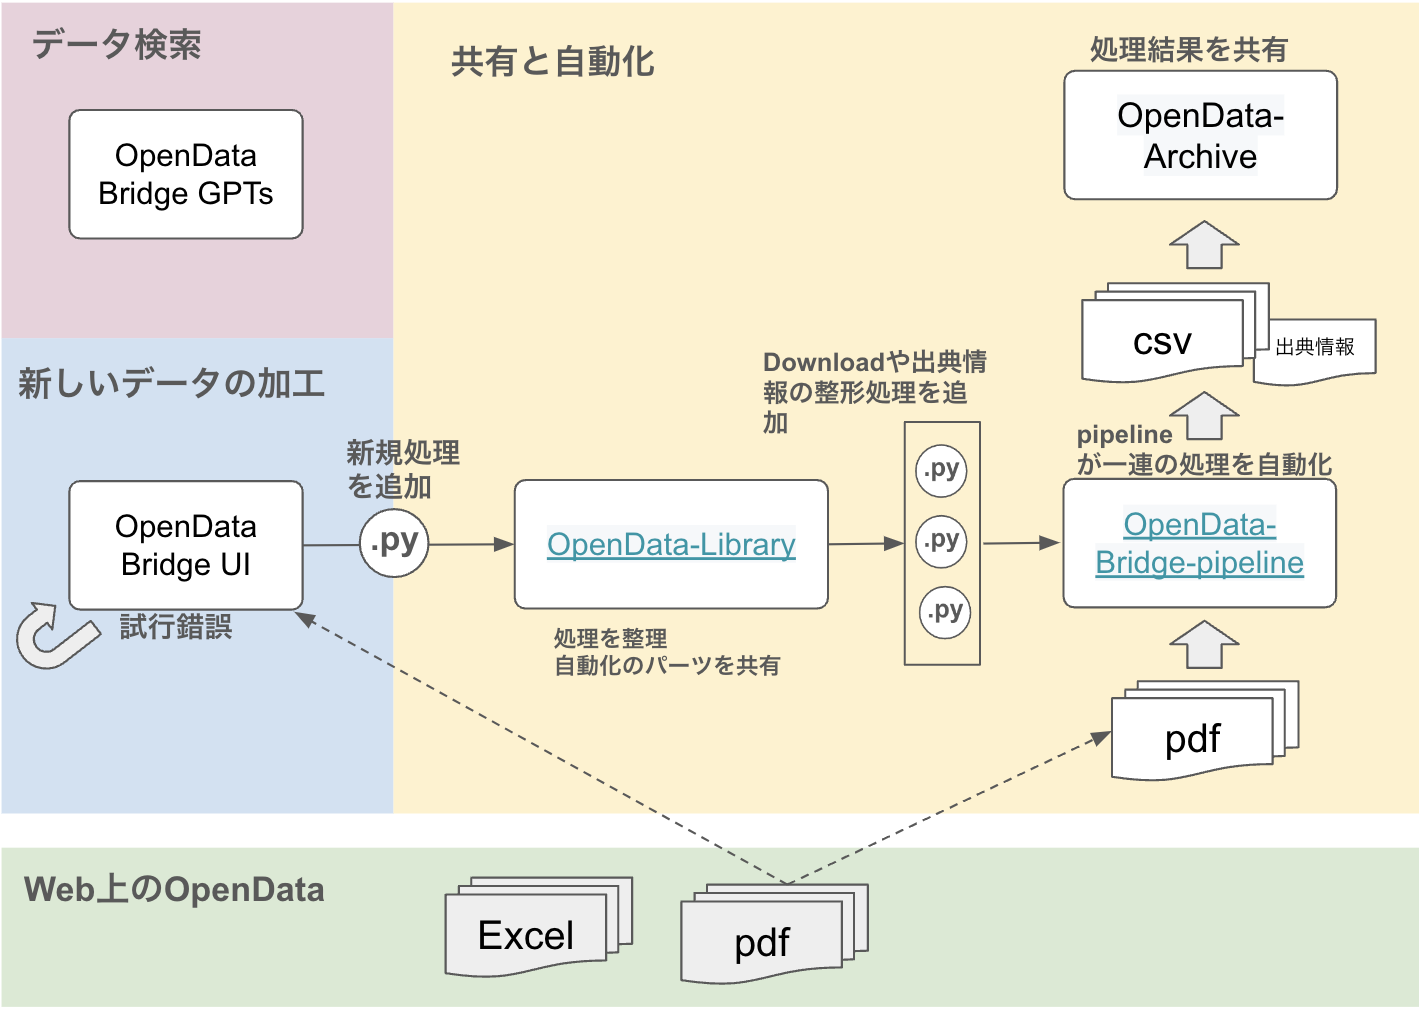 データ検索
OpenData
Bridge GPTs
共有と自動化
処理結果を共有
OpenData-
Archive
csv
出典情報
新しいデータの加工
新規処理
を追加
OpenData
Bridge UI
試行錯誤
.py
OpenData-Library
処理を整理
自動化のパーツを共有
Downloadや出典情
報の整形処理を追
加
.py
.py
.py
pipeline
が一連の処理を自動化
OpenData-
Bridge-pipeline
pdf
Web上のOpenData
Excel
pdf